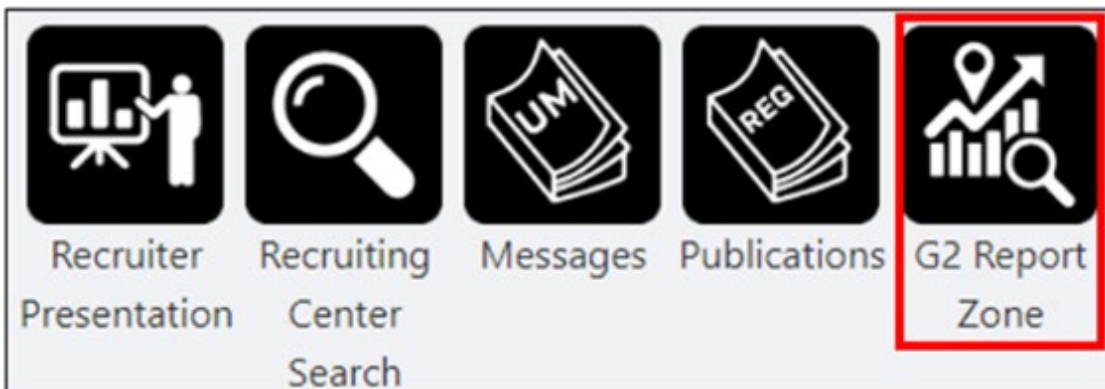 UM
REG
Recruiter
Presentation
Recruiting
Center
Search
Messages
Publications
G2 Report
Zone